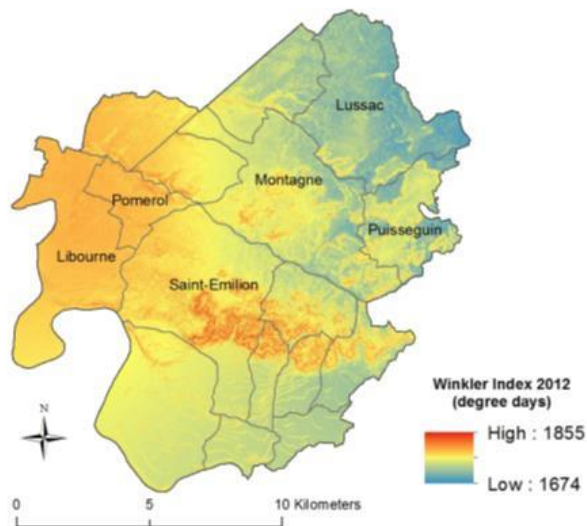 Lussac
Montagne
Pomerol
Puisseguin
Libourne
Saint-Emilion
Winkler Index 2012
(degree days)
High : 1855
Low : 1674
N
0 5 10 Kilometers